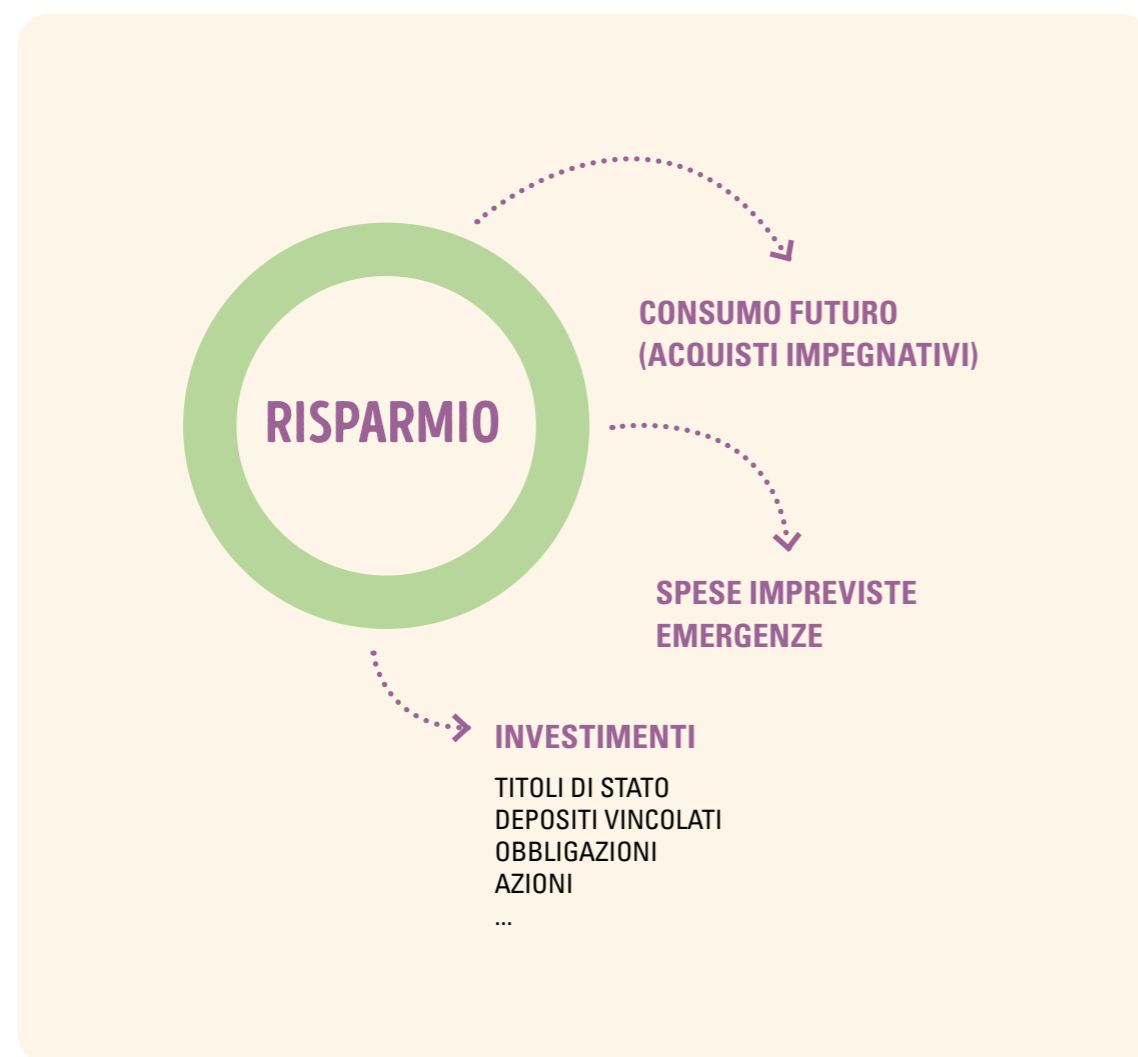 RISPARMIO
CONSUMO FUTURO
(ACQUISTI IMPEGNATIVI)
SPESE IMPREVISTE
EMERGENZE
INVESTIMENTI
TITOLI DI STATO
DEPOSITI VINCOLATI
OBBLIGAZIONI
AZIONI
...